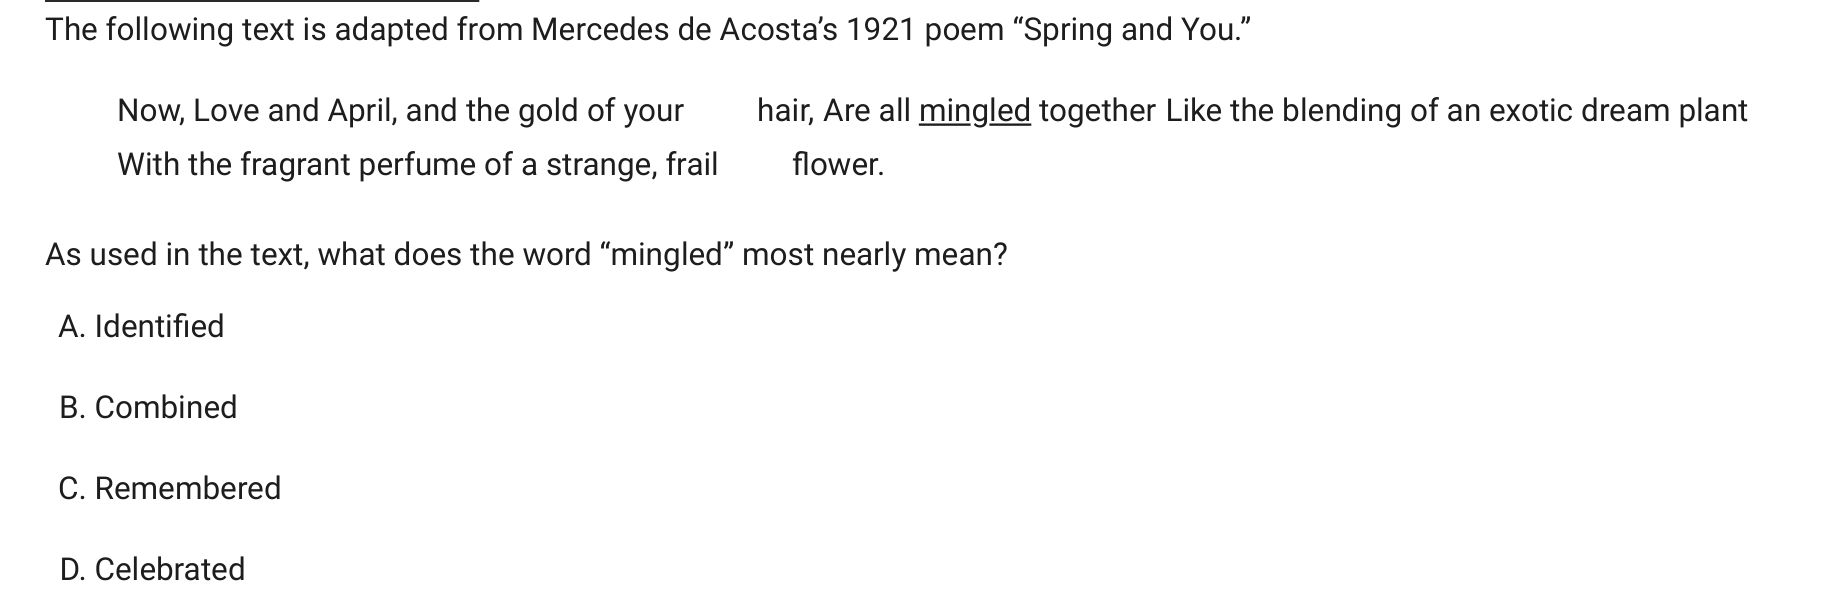 The following text is adapted from Mercedes de Acosta’s 1921 poem “Spring and You.”
Now, Love and April, and the gold of your hair, Are all mingled together Like the blending of an exotic dream plant
With the fragrant perfume of a strange, frail flower.
As used in the text, what does the word “mingled” most nearly mean?
A. Identified
B. Combined
C. Remembered
D. Celebrated